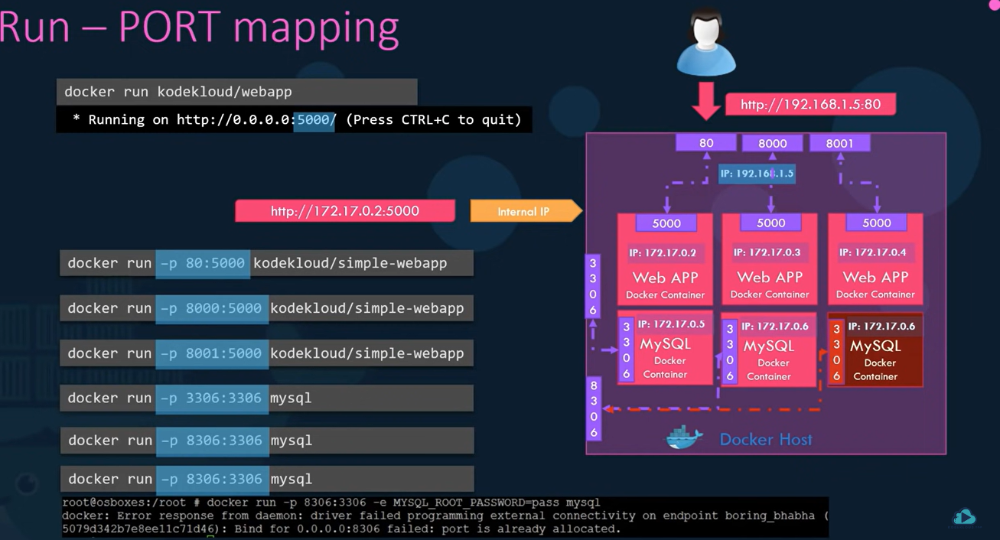 Run – PORT mapping
docker run kodekloud/webapp
* Running on http://0.0.0.0:5000/ (Press CTRL+C to quit)
http://192.168.1.5:80
80
8000
8001
IP: 192.168.1.5
http://172.17.0.2:5000
Internal IP
5000
5000
5000
IP: 172.17.0.2
IP: 172.17.0.3
IP: 172.17.0.4
Web APP
Docker Container
Web APP
Docker Container
Web APP
Docker Container
3306
3306
IP: 172.17.0.5
MySQL
Docker
Container
3306
IP: 172.17.0.6
MySQL
Docker
Container
3306
IP: 172.17.0.6
MySQL
Docker
Container
8306
Docker Host
docker run -p 80:5000 kodekloud/simple-webapp
docker run -p 8000:5000 kodekloud/simple-webapp
docker run -p 8001:5000 kodekloud/simple-webapp
docker run -p 3306:3306 mysql
docker run -p 8306:3306 mysql
docker run -p 8306:3306 mysql
root@osboxes:/root # docker run -p 8306:3306 -e MYSQL_ROOT_PASSWORD=pass mysql
docker: Error response from daemon: driver failed programming external connectivity on endpoint boring_bhabha (
5079d342b7e8ee11c71d46): Bind for 0.0.0.0:8306 failed: port is already allocated.